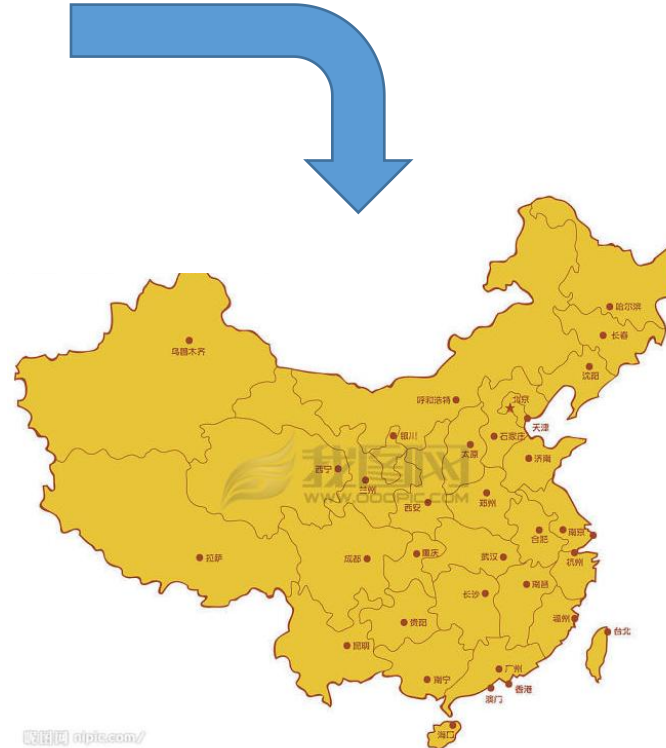 哈尔滨
长春
乌鲁木齐
沈阳
呼和浩特
北京
天津
银川
太原
石家庄
济南
西宁
兰州
我图网
WWW.OOOPIC.COM
西安
郑州
合肥
南京
杭州
拉萨
成都
重庆
武汉
南昌
长沙
福州
贵阳
台北
昆明
广州
南宁
香港
澳门
海口
昵图网 nipic.com/